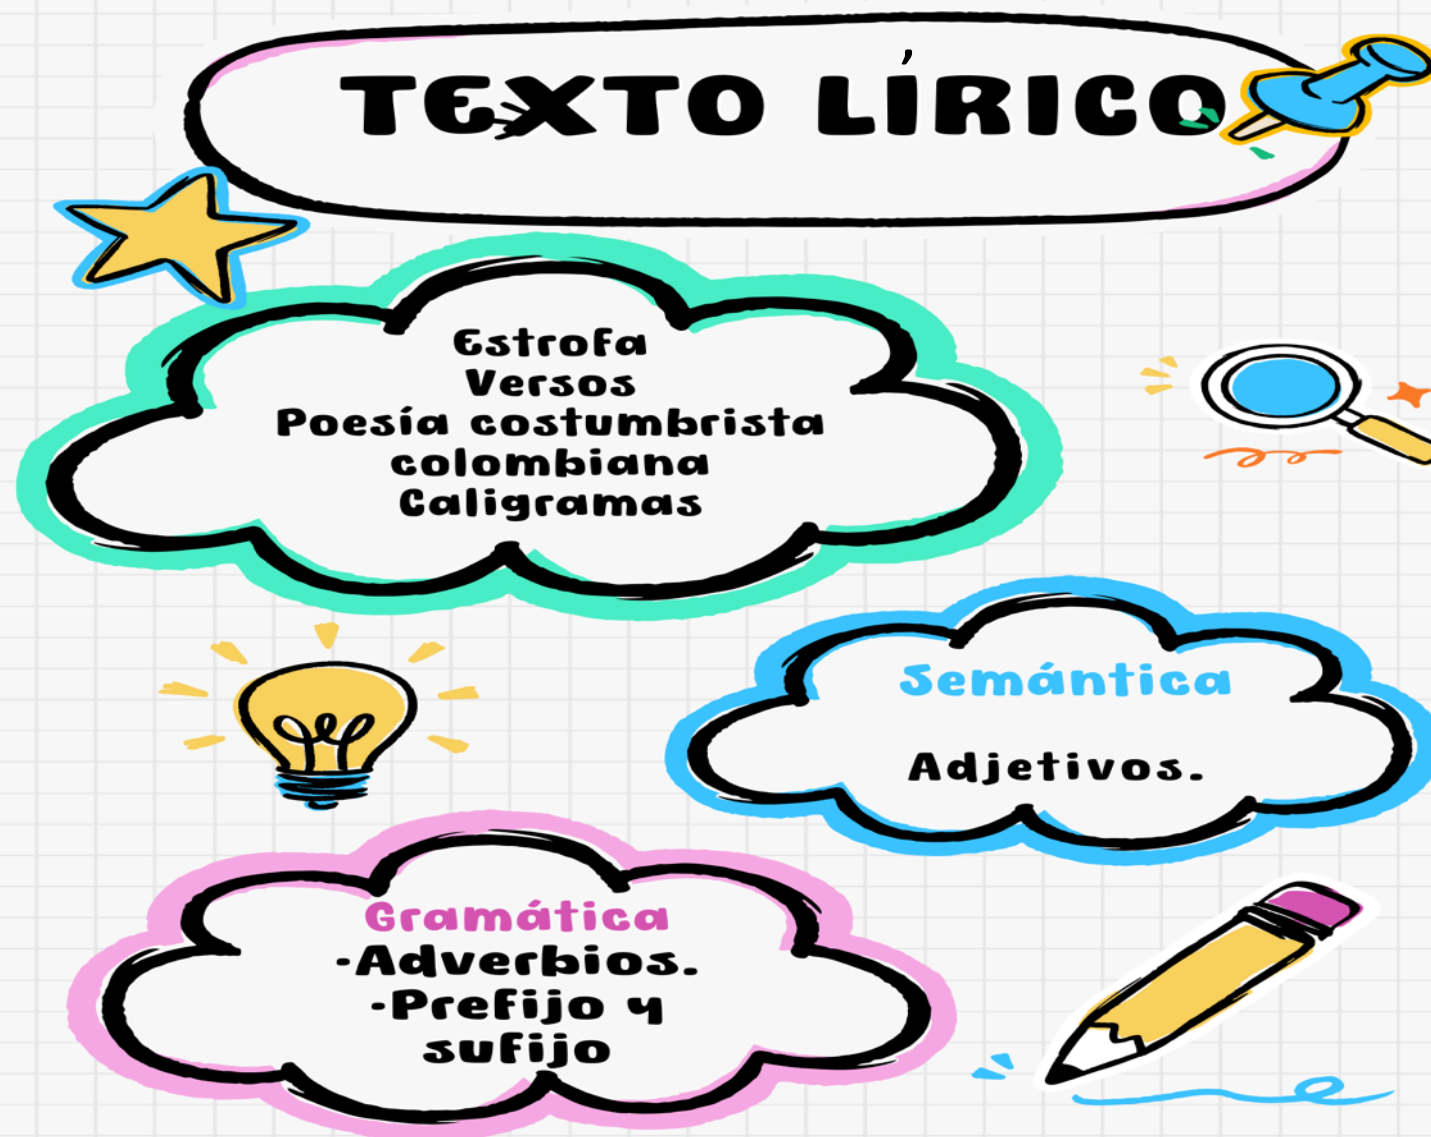 TEXTO LÍRICO
Estrofa
Versos
Poesía costumbrista
colombiana
Caligramas
Semántica
Adjetivos.
Gramática
-Adverbios.
-Prefijo y
sufijo